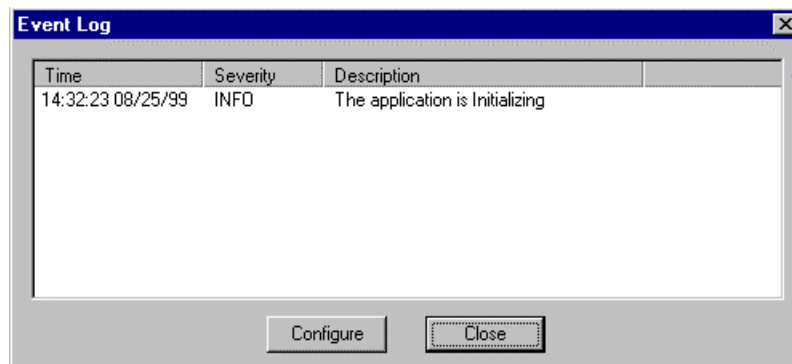 Event Log
Time Severity Description
14:32:23 08/25/99 INFO The application is Initializing
Configure Close